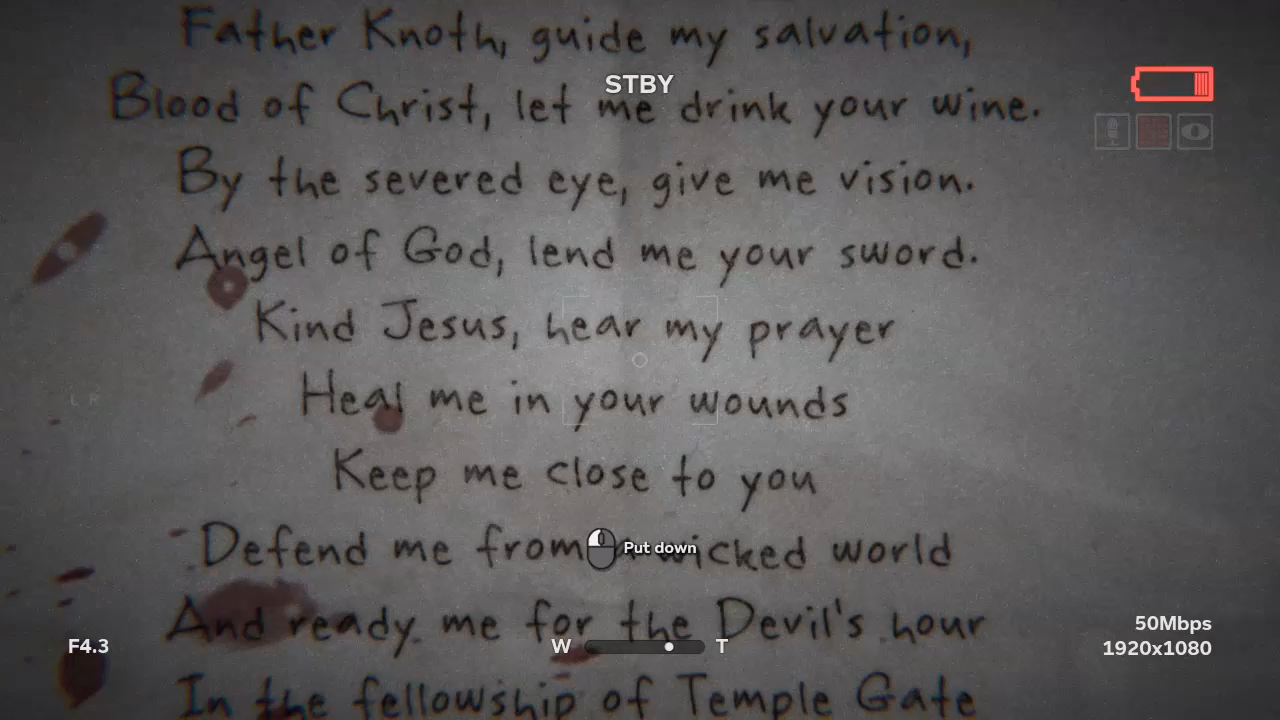 Father Knoth, guide my salvation,
STBY
Blood of Christ, let me drink your wine.
By the severed eye, give me vision.
Angel of God, lend me your sword.
Kind Jesus, hear my prayer
L R
Heal me in your wounds
Keep me close to you
Defend me from a wicked world
Put down
And ready me for the Devil's hour
50Mbps
F4.3
W T
1920x1080
In the fellowship of Temple Gate